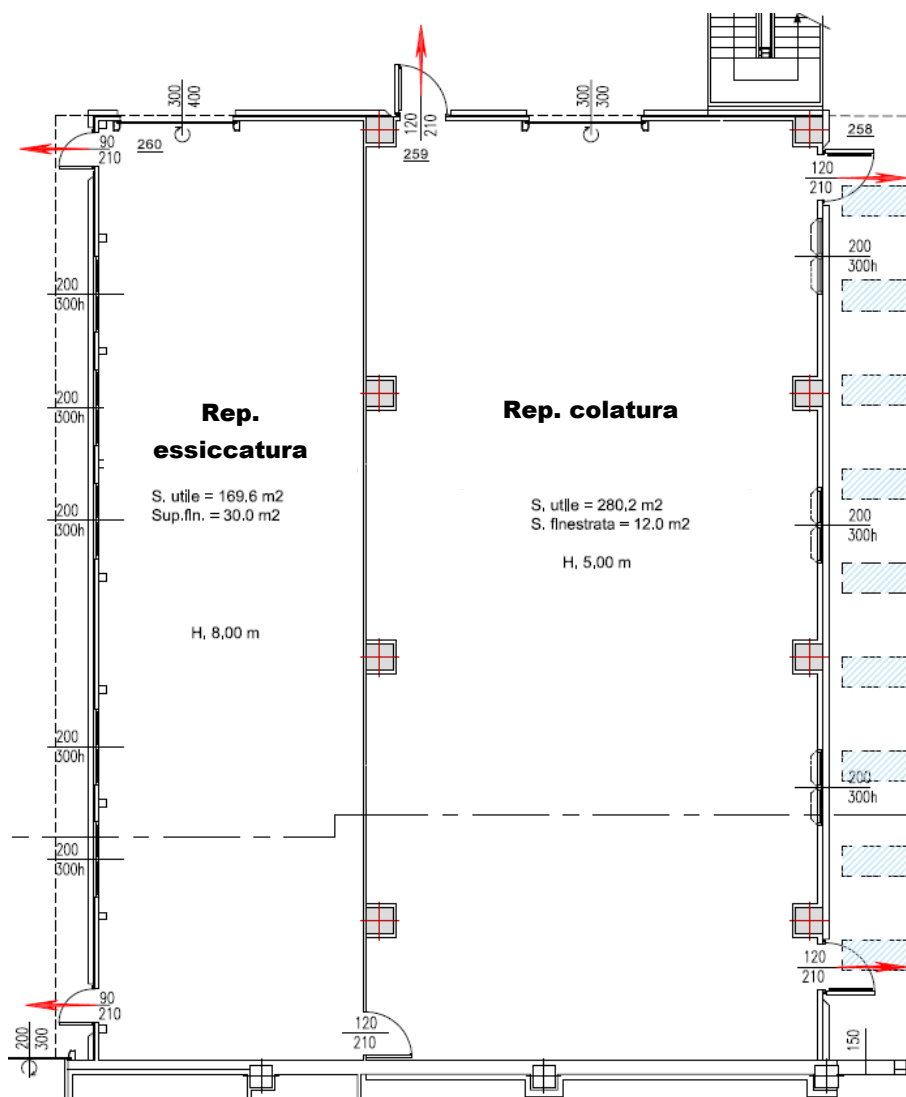 300
400
300
300
120
210
90
210
260
259
258
120
210
200
300h
200
300h
200
300h
Rep.
essiccatura
Rep. colatura
S. utile = 169,6 m2
Sup.fin. = 30.0 m2
S. utile = 280,2 m2
S. finestrata = 12.0 m2
H, 5,00 m
200
300h
200
300h
H, 8,00 m
200
300h
200
300h
200
300h
120
210
90
210
120
210
200
300
150